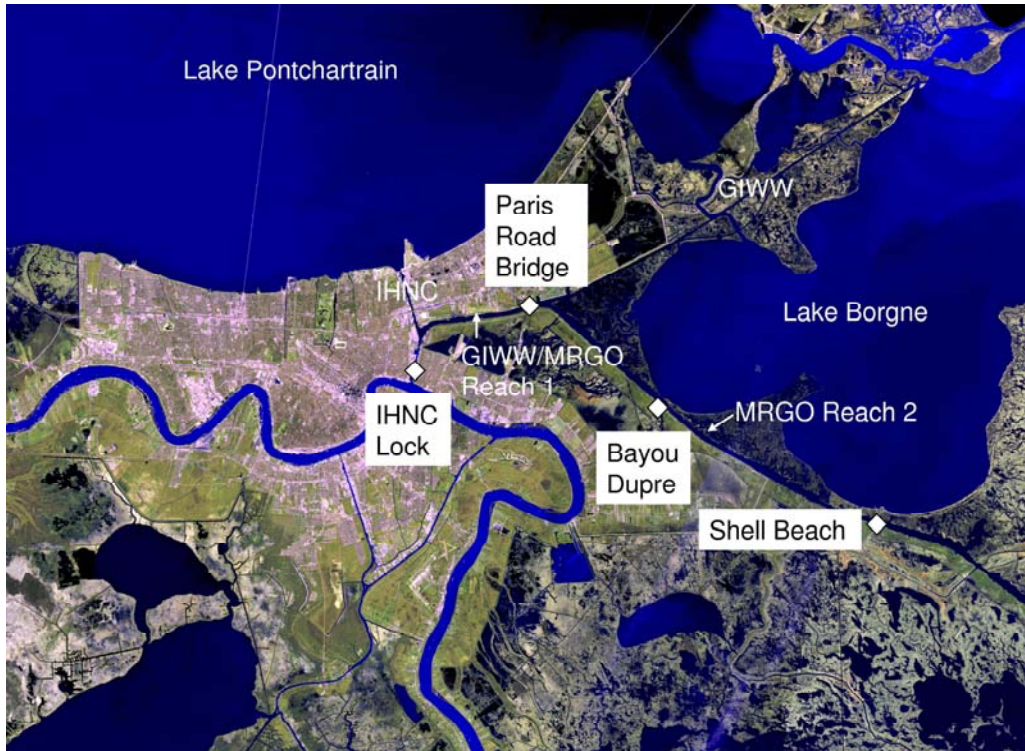 Lake Pontchartrain
GIWW
Paris
Road
Bridge
IHNC
Lake Borgne
GIWW/MRGO
Reach 1
IHNC
Lock
MRGO Reach 2
Bayou
Dupre
Shell Beach